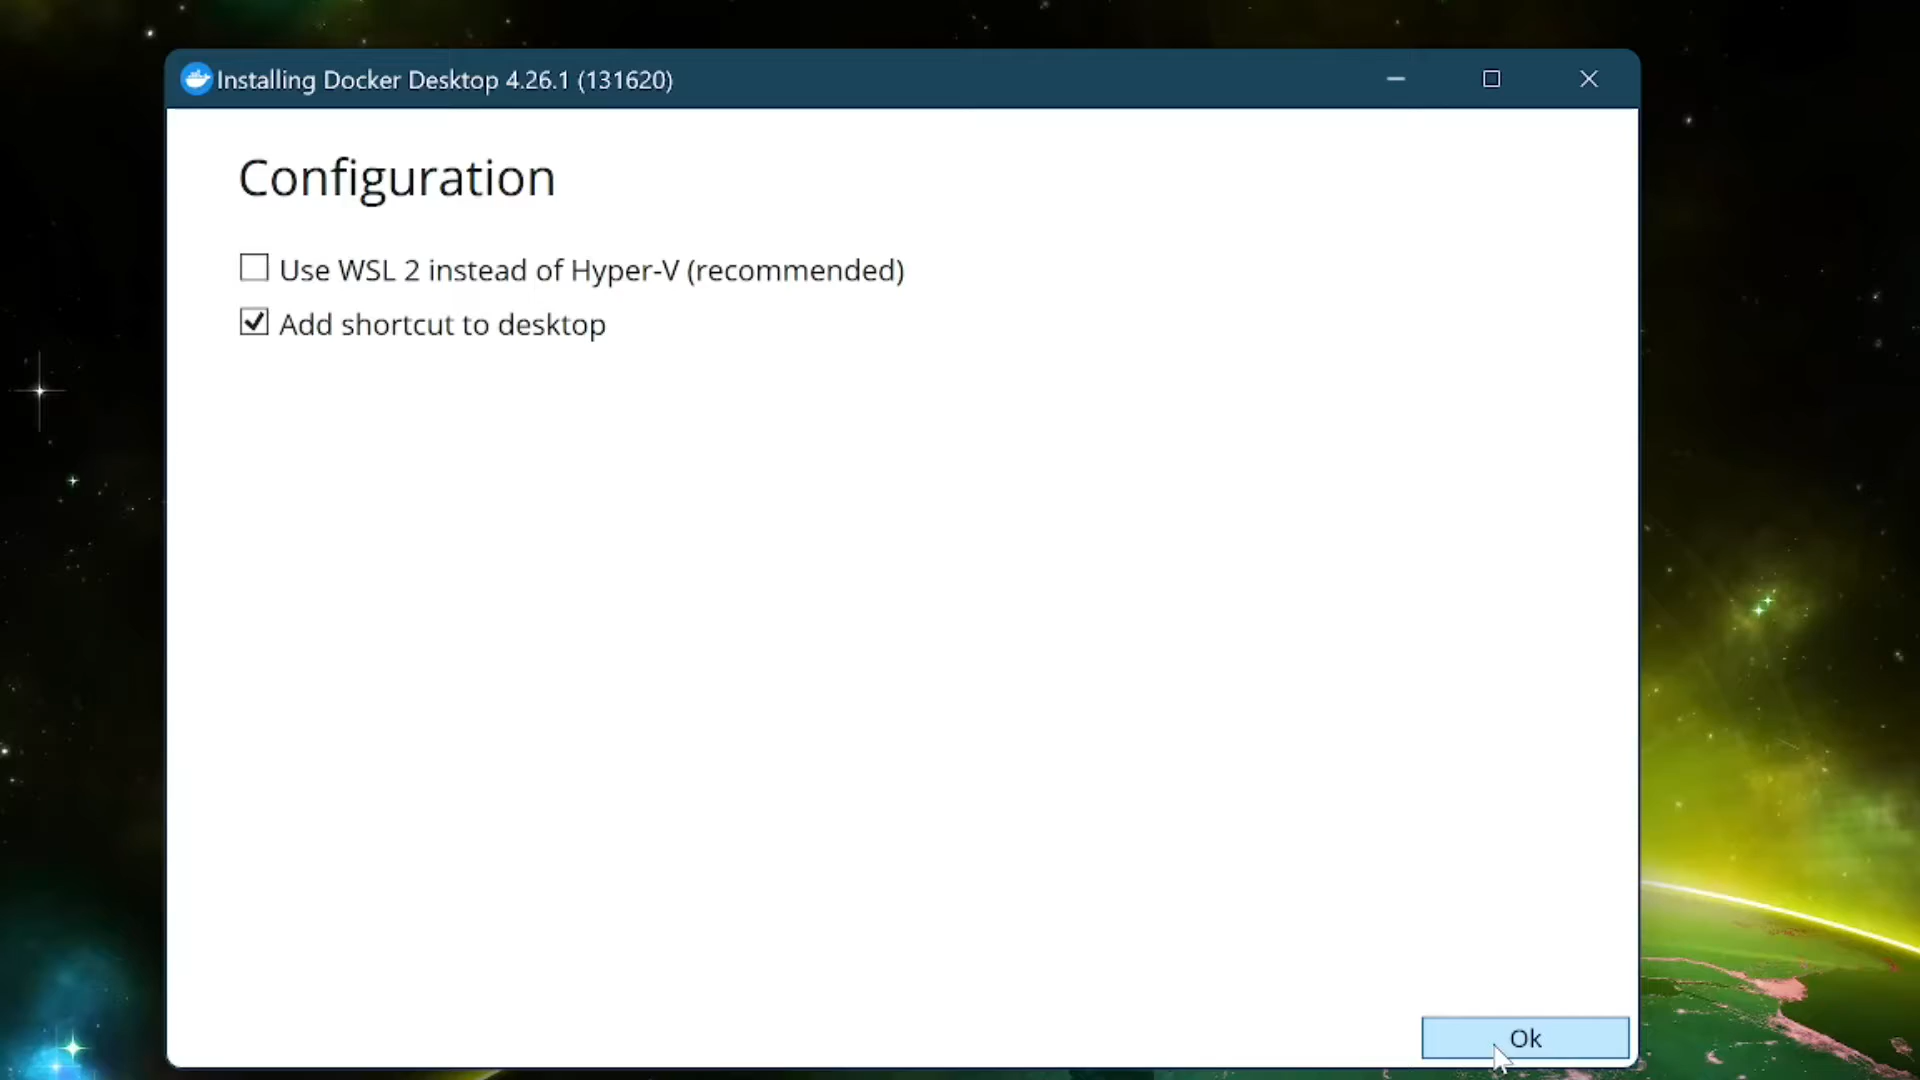 Installing Docker Desktop 4.26.1 (131620)
Configuration
Use WSL 2 instead of Hyper-V (recommended)
Add shortcut to desktop
Ok